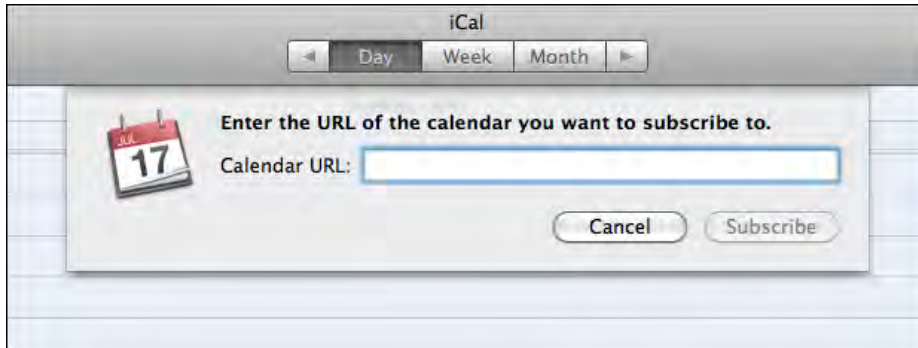 iCal
Day Week Month
Enter the URL of the calendar you want to subscribe to.
JUL
17
Calendar URL:
Cancel Subscribe